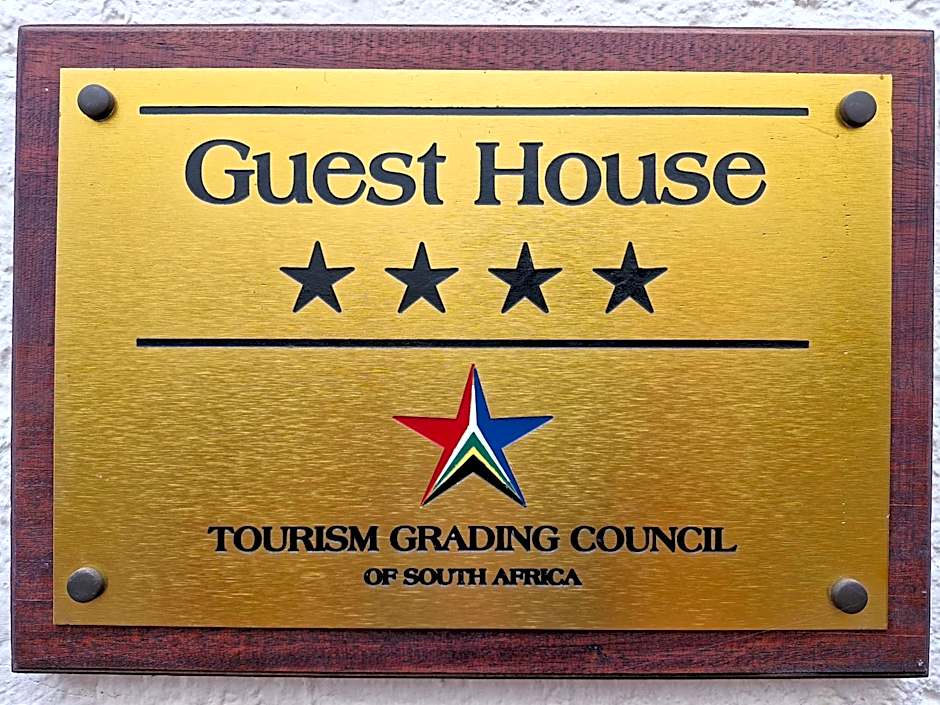 Guest House
TOURISM GRADING COUNCIL
OF SOUTH AFRICA